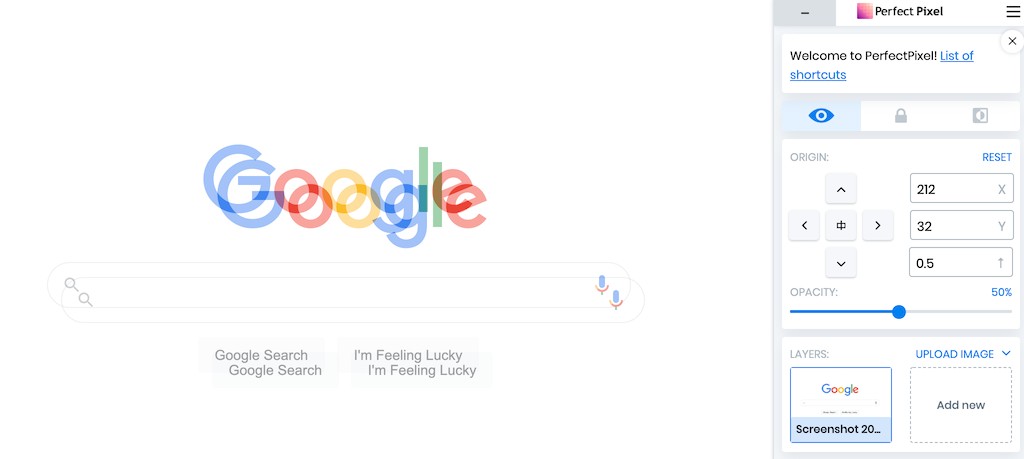 Perfect Pixel
Welcome to PerfectPixel! List of
shortcuts
ORIGIN:
RESET
212
X
32
Y
0.5
OPACITY:
50%
LAYERS:
UPLOAD IMAGE
Google
Screenshot 20...
Add new
Google
Google
Google Search
I'm Feeling Lucky
Google Search
I'm Feeling Lucky